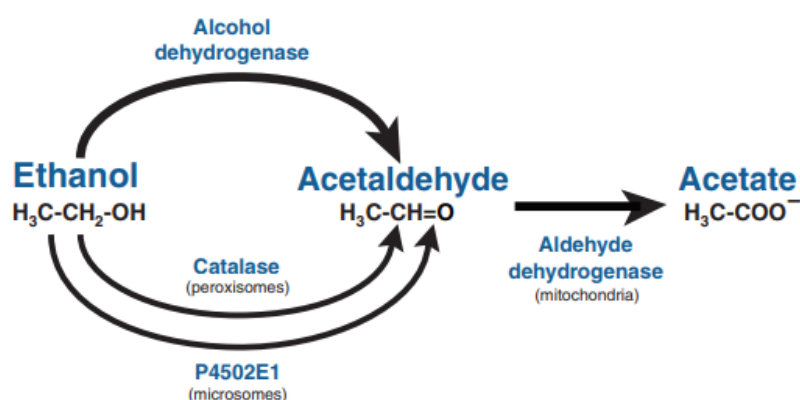 Alcohol
dehydrogenase
Ethanol
H₃C-CH₂-OH
Acetaldehyde
H₃C-CH=O
Acetate
H₃C-COO⁻
Aldehyde
dehydrogenase
(mitochondria)
Catalase
(peroxisomes)
P4502E1
(microsomes)